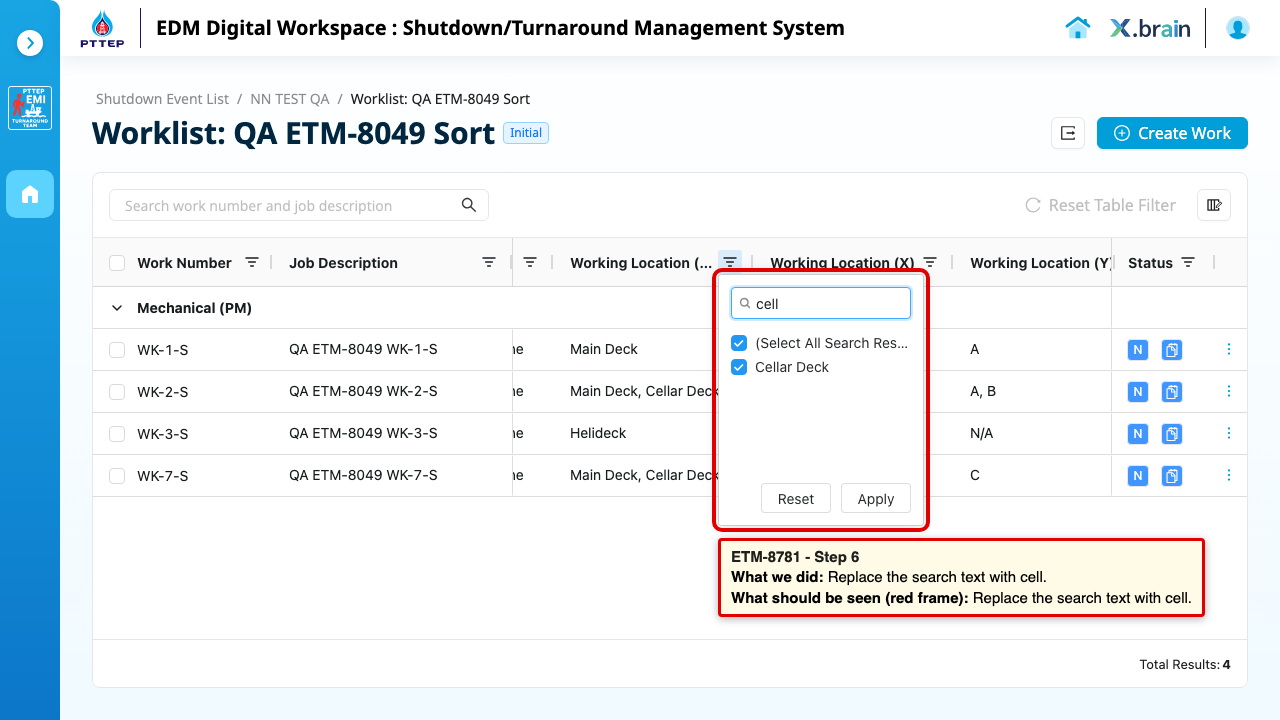 PTTEP
EDM Digital Workspace : Shutdown/Turnaround Management System
X.brain
PTTEP
EMI
TURNAROUND
TEAM
Shutdown Event List / NN TEST QA / Worklist: QA ETM-8049 Sort
Worklist: QA ETM-8049 Sort
Initial
Create Work
Search work number and job description
Reset Table Filter
Work Number
Job Description
Working Location (...
Working Location (X)
Working Location (Y)
Status
Mechanical (PM)
WK-1-S QA ETM-8049 WK-1-S ne Main Deck A N
WK-2-S QA ETM-8049 WK-2-S ne Main Deck, Cellar Deck A, B N
WK-3-S QA ETM-8049 WK-3-S ne Helideck N/A N
WK-7-S QA ETM-8049 WK-7-S ne Main Deck, Cellar Deck C N
cell
(Select All Search Res...
Cellar Deck
Reset
Apply
ETM-8781 - Step 6
What we did: Replace the search text with cell.
What should be seen (red frame): Replace the search text with cell.
Total Results: 4